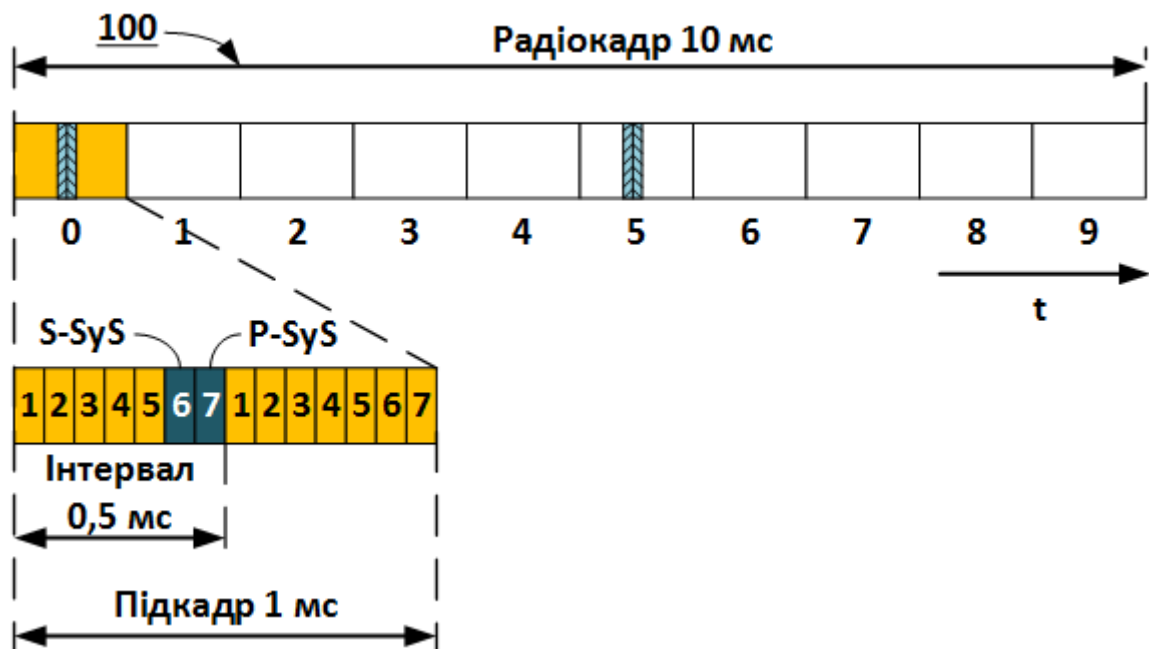 100
Радіокадр 10 мс
0 1 2 3 4 5 6 7 8 9
t
S-SyS P-SyS
1 2 3 4 5 6 7 1 2 3 4 5 6 7
Інтервал
0,5 мс
Підкадр 1 мс